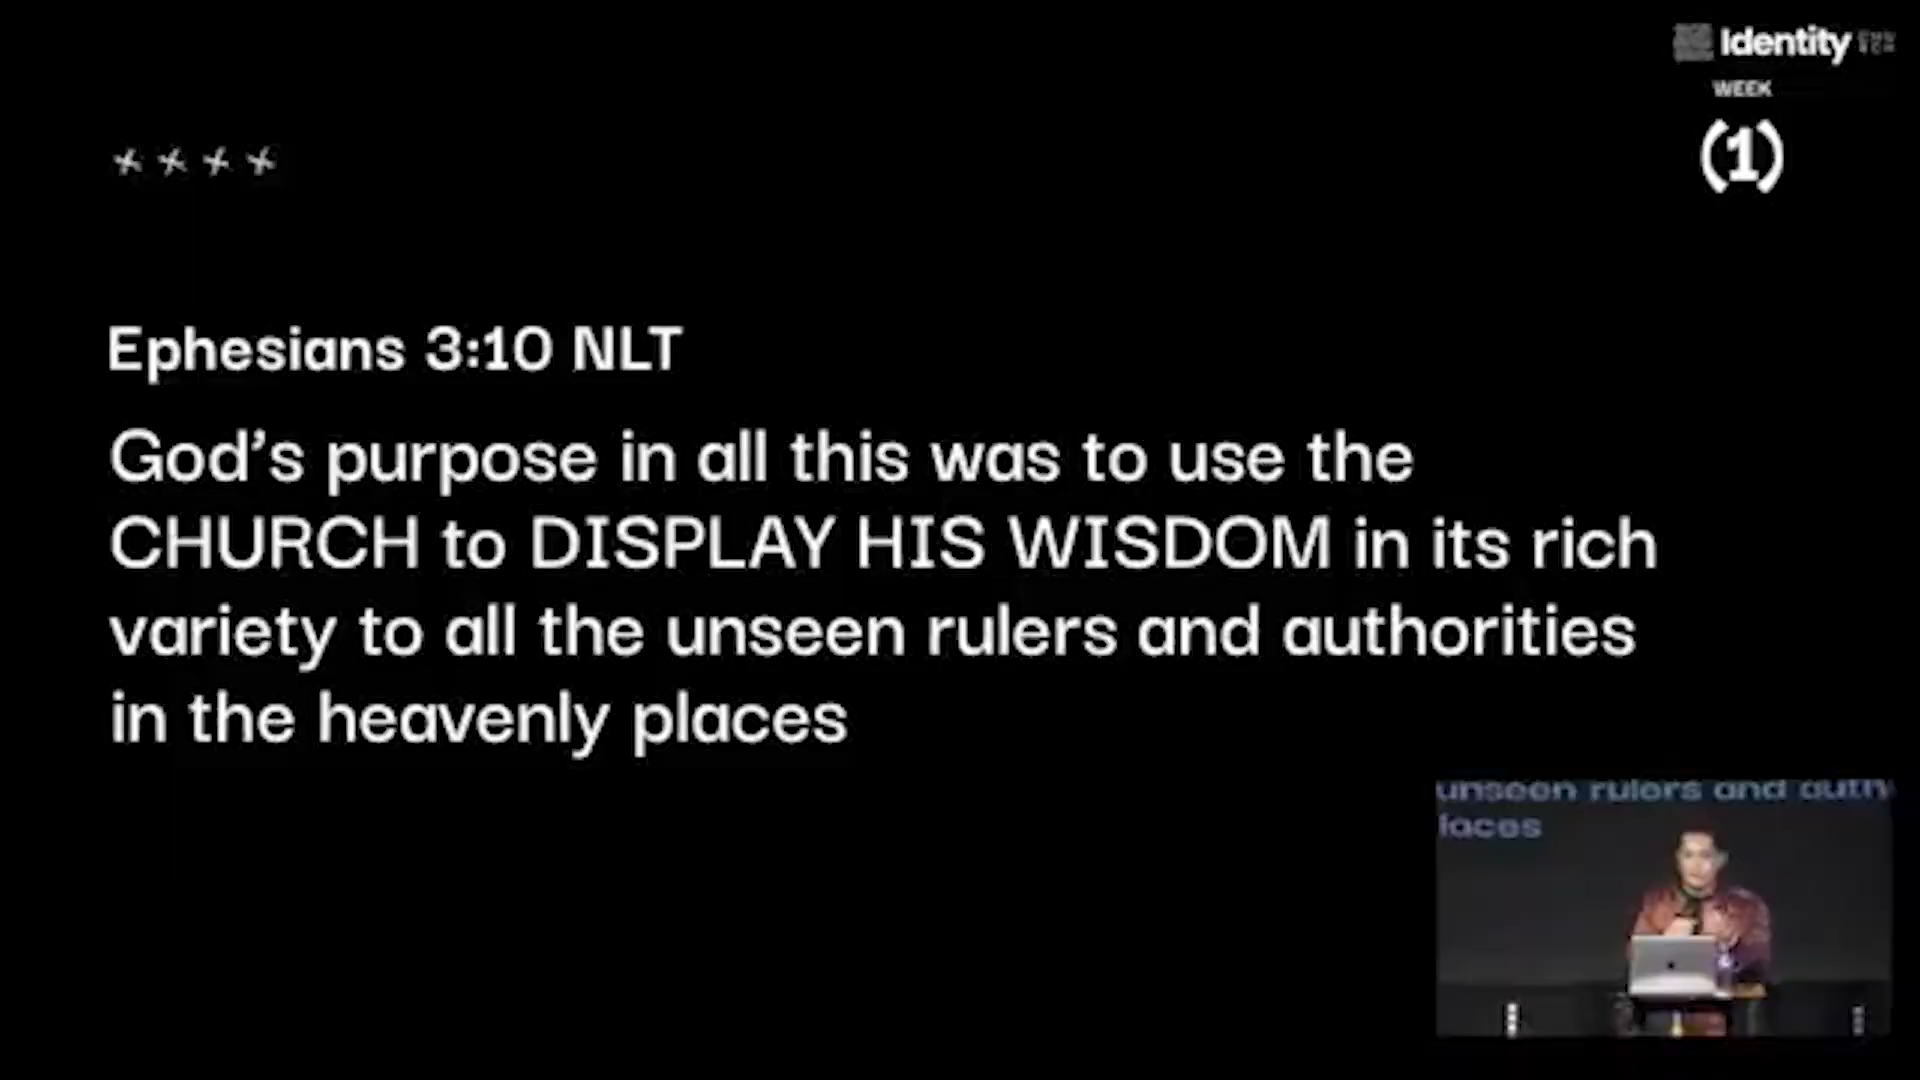 Identity
WEEK
(1)
Ephesians 3:10 NLT
God’s purpose in all this was to use the
CHURCH to DISPLAY HIS WISDOM in its rich
variety to all the unseen rulers and authorities
in the heavenly places
unseen rulers and auth
laces